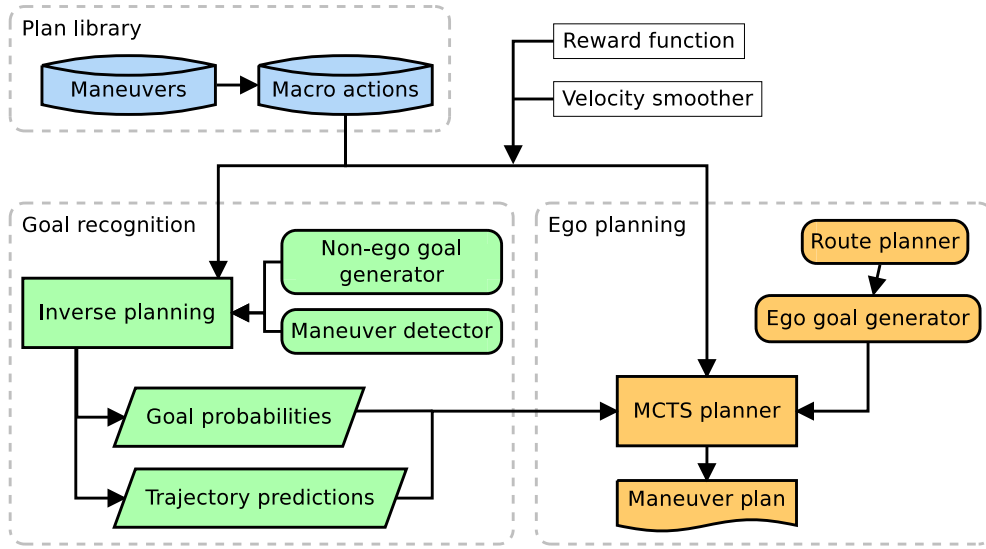 Plan library
Maneuvers
Macro actions
Reward function
Velocity smoother
Goal recognition
Non-ego goal
generator
Inverse planning
Maneuver detector
Goal probabilities
Trajectory predictions
Ego planning
Route planner
Ego goal generator
MCTS planner
Maneuver plan